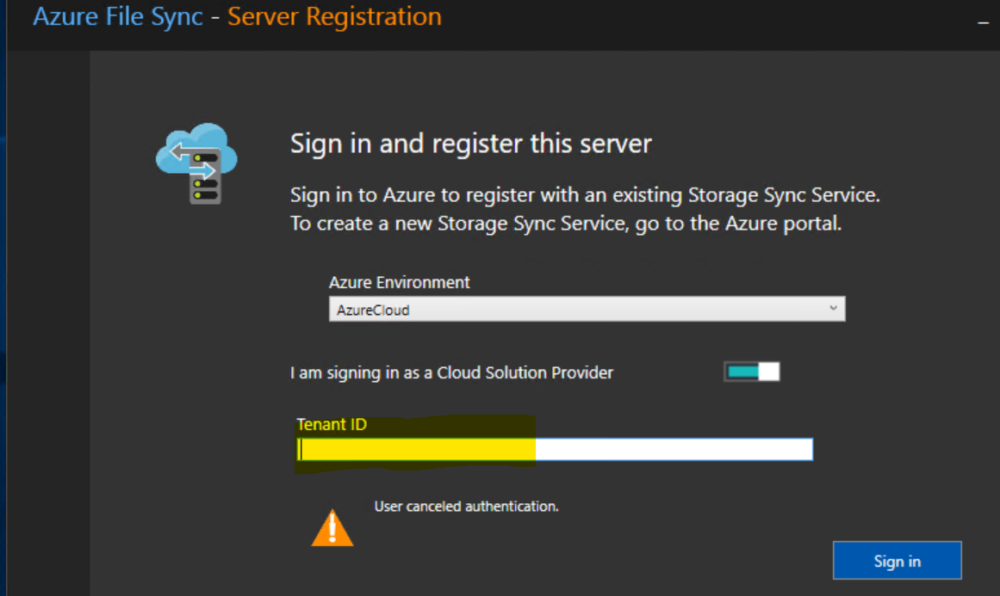 Azure File Sync - Server Registration
Sign in and register this server
Sign in to Azure to register with an existing Storage Sync Service.
To create a new Storage Sync Service, go to the Azure portal.
Azure Environment
AzureCloud
I am signing in as a Cloud Solution Provider
Tenant ID
User canceled authentication.
Sign in